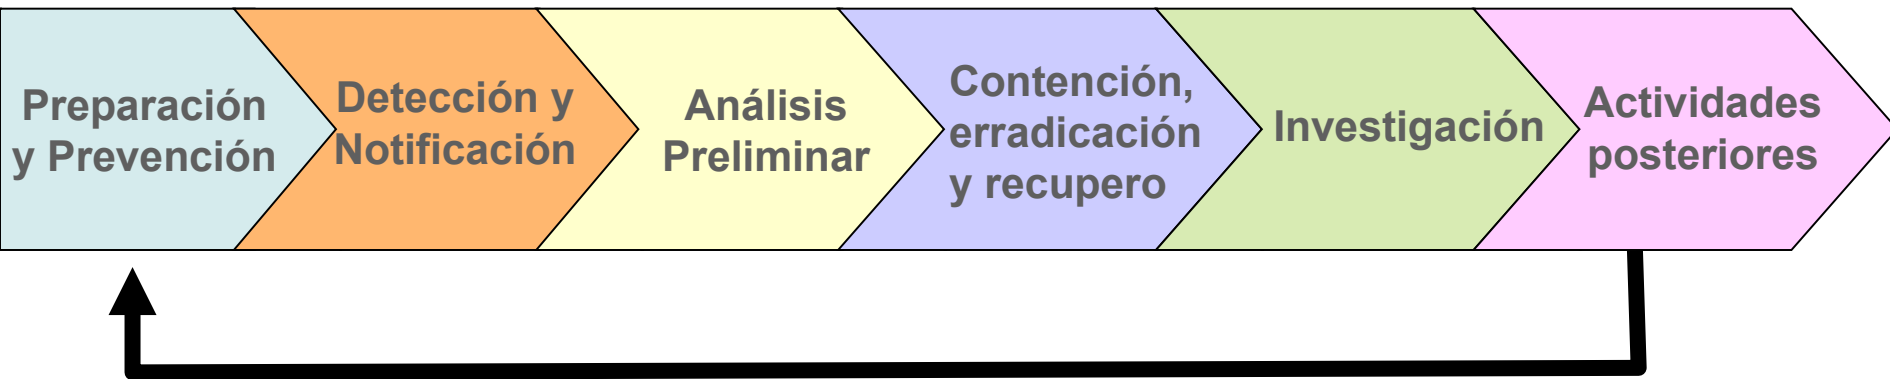 Preparación
y Prevención
Detección y
Notificación
Análisis
Preliminar
Contención,
erradicación
y recupero
Investigación
Actividades
posteriores